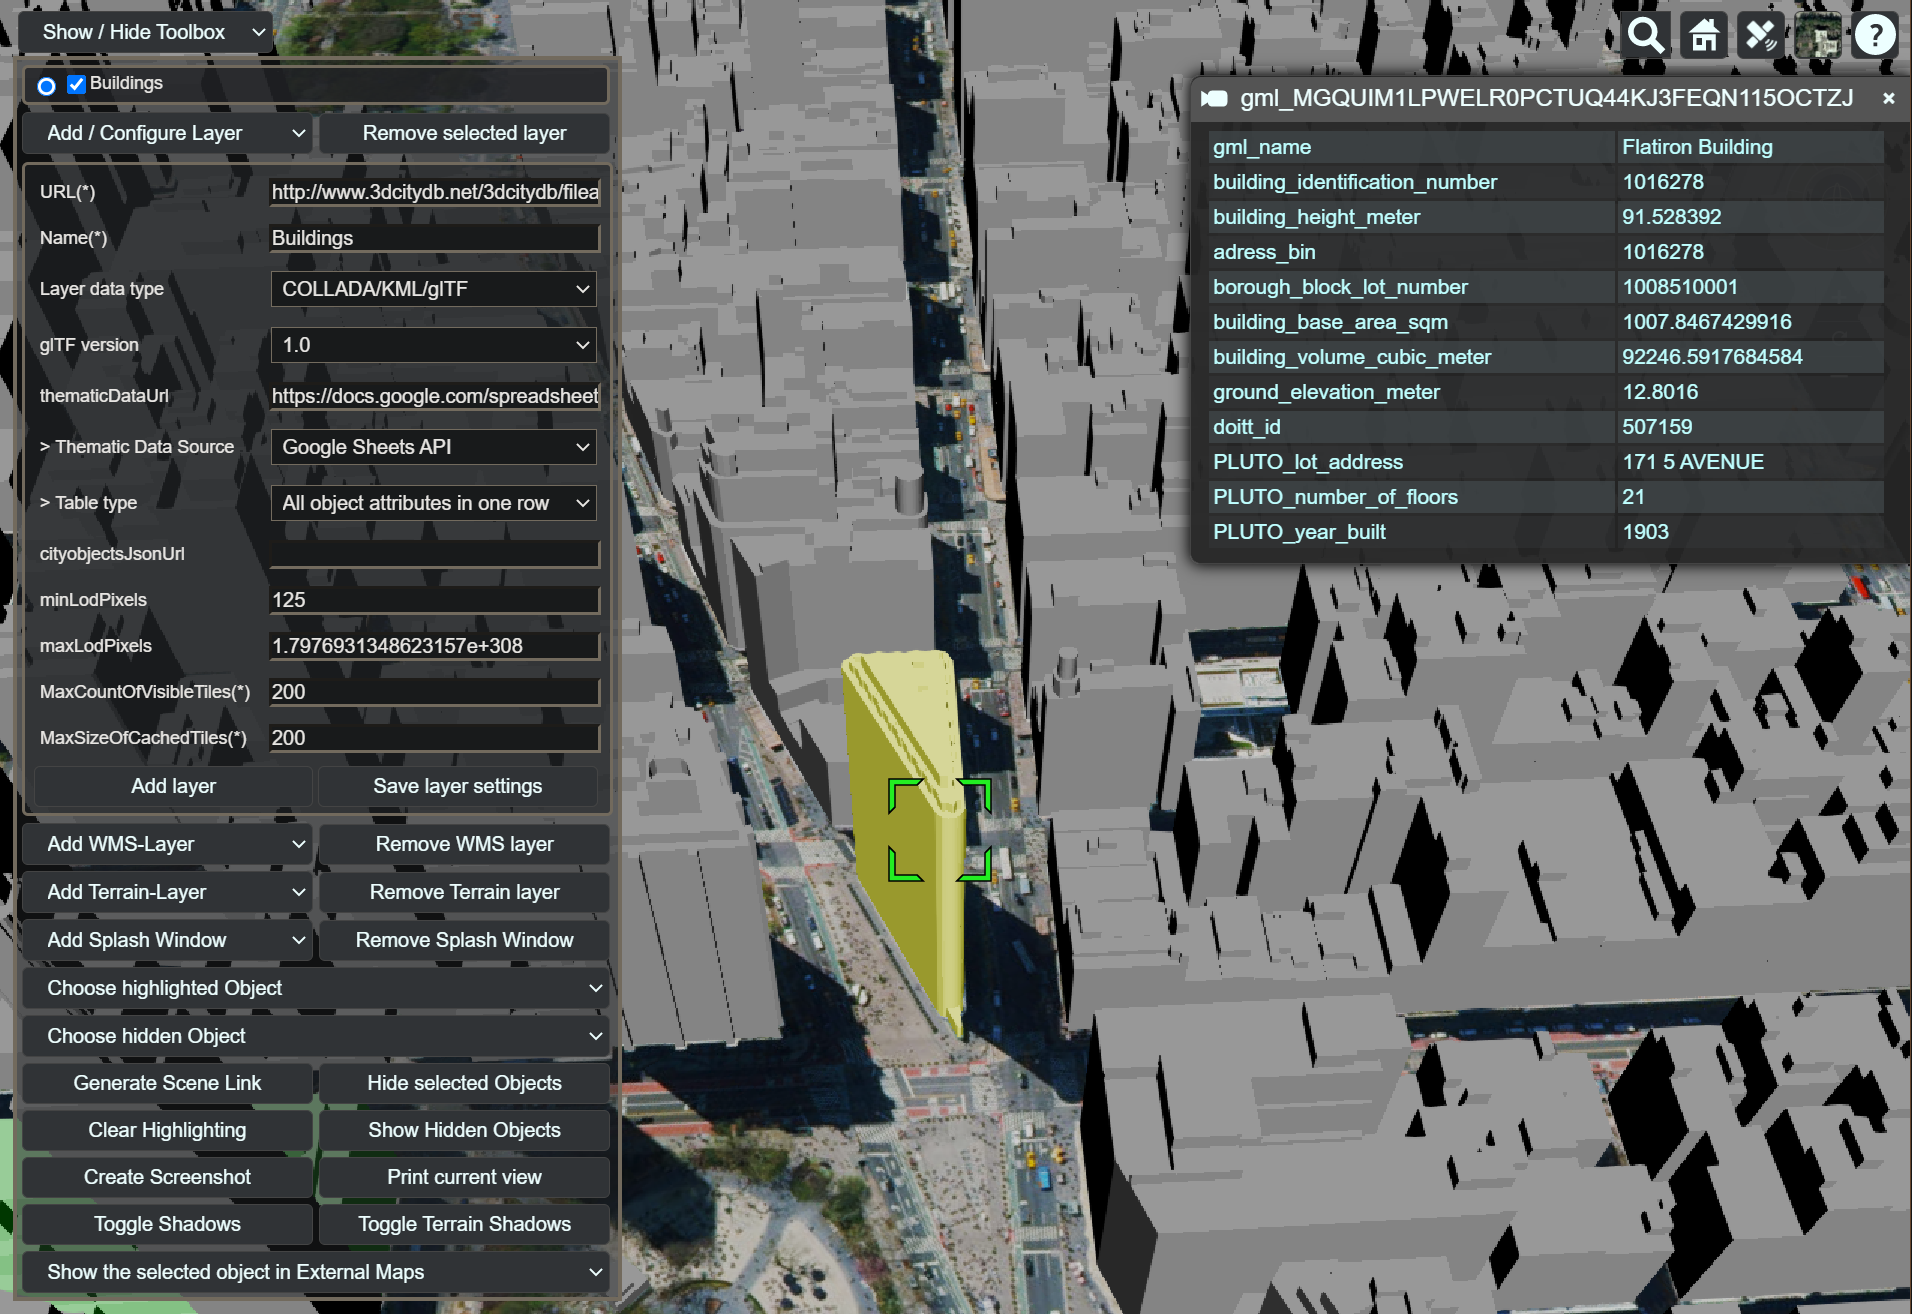 Show / Hide Toolbox
Buildings
Add / Configure Layer
Remove selected layer
URL(*)
http://www.3dcitydb.net/3dcitydb/filea
Name(*)
Buildings
Layer data type
COLLADA/KML/glTF
glTF version
1.0
thematicDataUrl
https://docs.google.com/spreadsheet
> Thematic Data Source
Google Sheets API
> Table type
All object attributes in one row
cityobjectsJsonUrl
minLodPixels
125
maxLodPixels
1.7976931348623157e+308
MaxCountOfVisibleTiles(*)
200
MaxSizeOfCachedTiles(*)
200
Add layer
Save layer settings
Add WMS-Layer
Remove WMS layer
Add Terrain-Layer
Remove Terrain layer
Add Splash Window
Remove Splash Window
Choose highlighted Object
Choose hidden Object
Generate Scene Link
Hide selected Objects
Clear Highlighting
Show Hidden Objects
Create Screenshot
Print current view
Toggle Shadows
Toggle Terrain Shadows
Show the selected object in External Maps
?
gml_MGQUIM1LPWELR0PCTUQ44KJ3FEQN115OCTZJ ×
gml_name Flatiron Building
building_identification_number 1016278
building_height_meter 91.528392
adress_bin 1016278
borough_block_lot_number 1008510001
building_base_area_sqm 1007.8467429916
building_volume_cubic_meter 92246.5917684584
ground_elevation_meter 12.8016
doitt_id 507159
PLUTO_lot_address 171 5 AVENUE
PLUTO_number_of_floors 21
PLUTO_year_built 1903